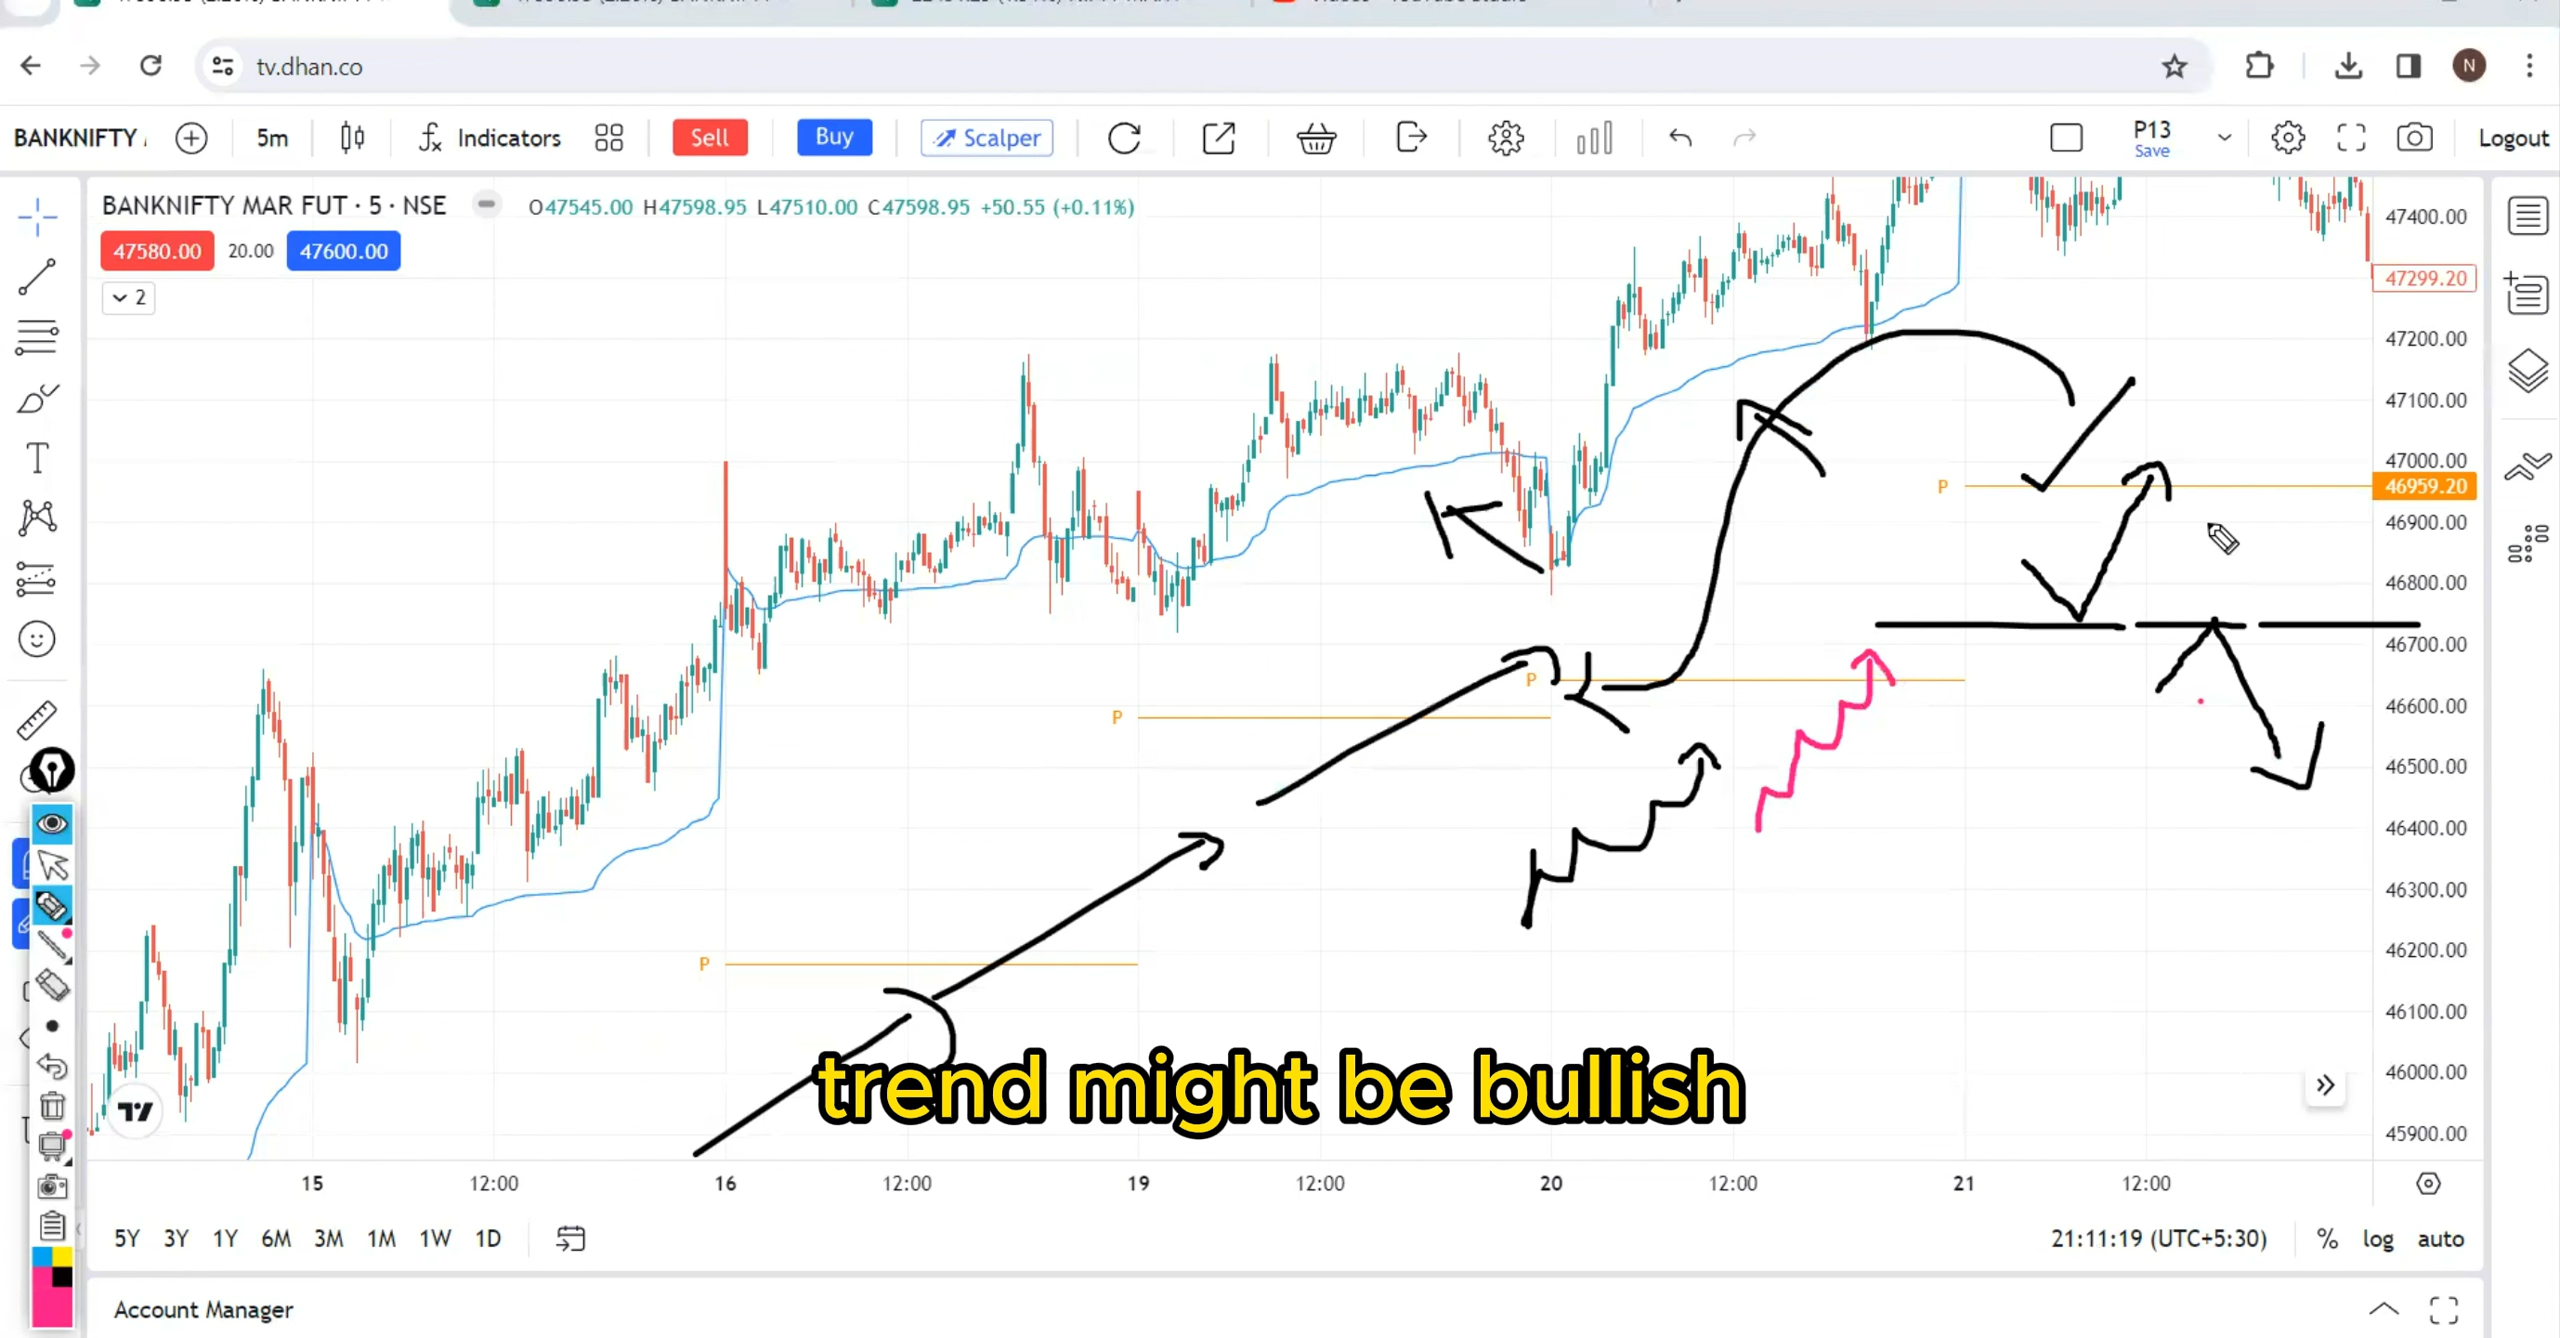 tv.dhan.co
N
BANKNIFTY
5m
Indicators
Sell
Buy
Scalper
P13
Save
Logout
BANKNIFTY MAR FUT · 5 · NSE
O47545.00 H47598.95 L47510.00 C47598.95 +50.55 (+0.11%)
47580.00 20.00 47600.00
2
47400.00
47299.20
47200.00
47100.00
47000.00
P
46959.20
46900.00
46800.00
46700.00
P
46600.00
P
46500.00
46400.00
46300.00
46200.00
P
46100.00
46000.00
45900.00
trend might be bullish
15 12:00 16 12:00 19 12:00 20 12:00 21 12:00
5Y 3Y 1Y 6M 3M 1M 1W 1D
21:11:19 (UTC+5:30) % log auto
Account Manager